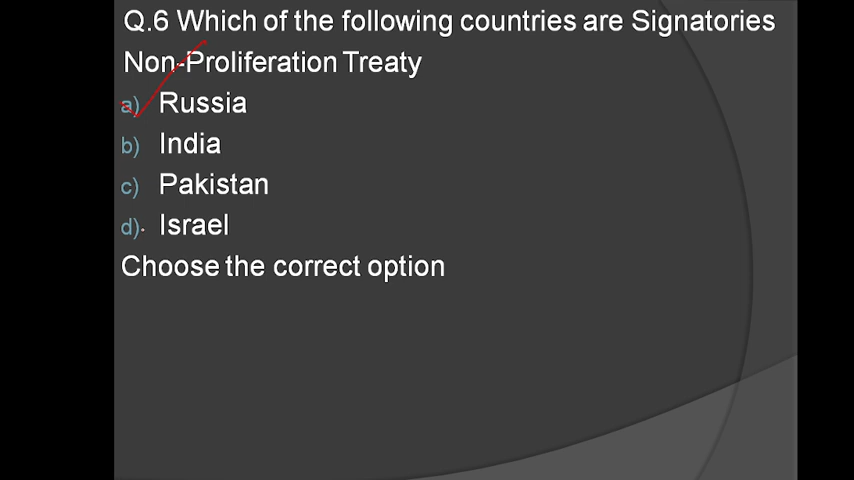 Q.6 Which of the following countries are Signatories
Non-Proliferation Treaty
a) Russia
b) India
c) Pakistan
d) Israel
Choose the correct option